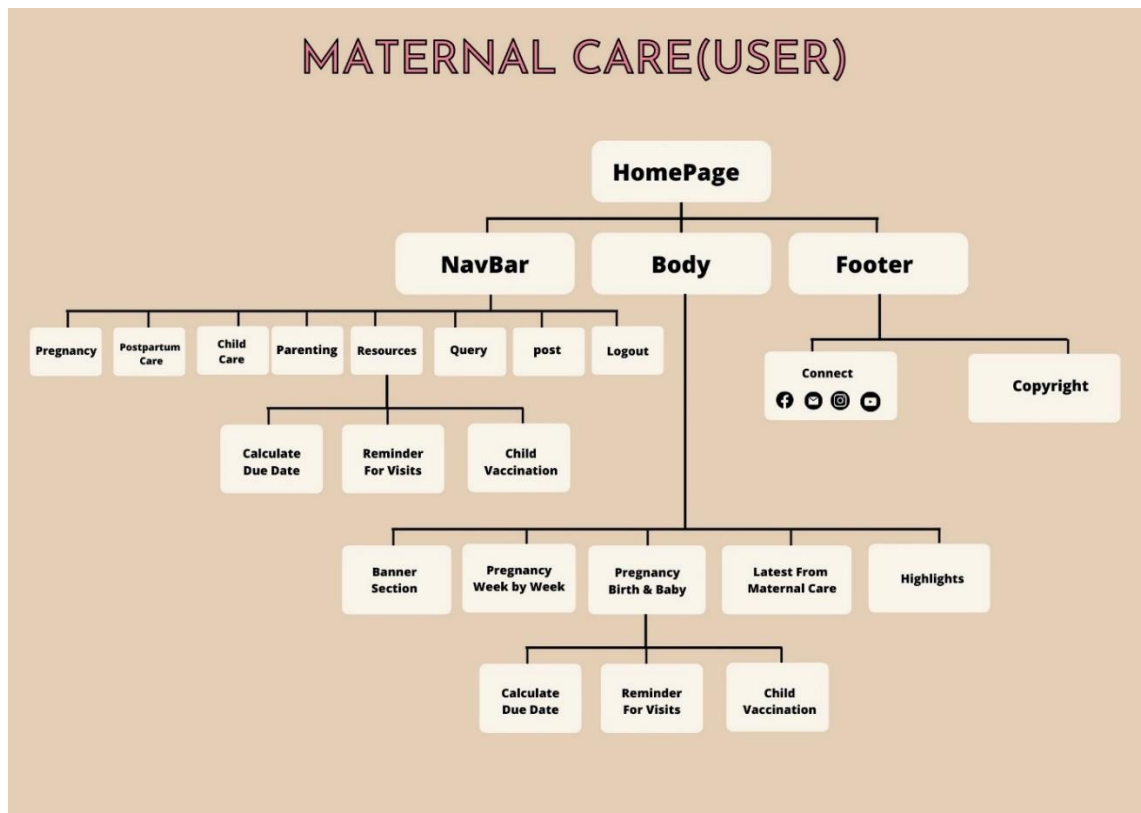 MATERNAL CARE(USER)
HomePage
NavBar
Body
Footer
Pregnancy
Postpartum
Care
Child
Care
Parenting
Resources
Query
post
Logout
Connect
Copyright
Calculate
Due Date
Reminder
For Visits
Child
Vaccination
Banner
Section
Pregnancy
Week by Week
Pregnancy
Birth & Baby
Latest From
Maternal Care
Highlights
Calculate
Due Date
Reminder
For Visits
Child
Vaccination